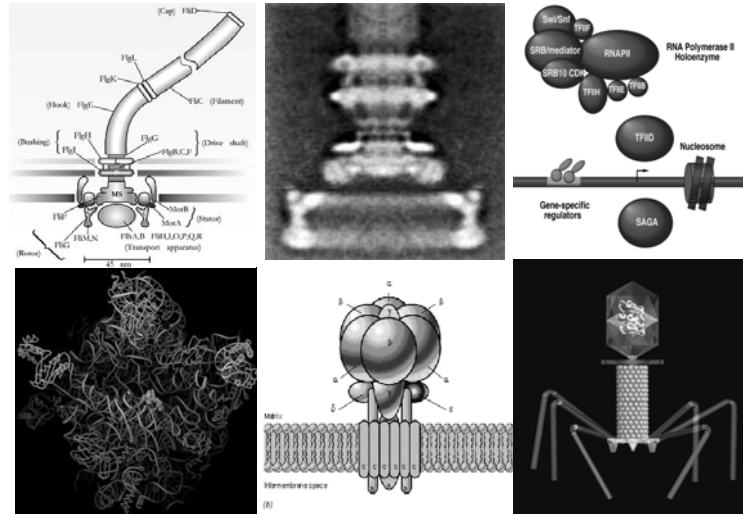 (Cap) FliD
FlgL
FlgK
(Hook) FlgE
FliC (Filament)
FlgH
FlgG
(Bushing)
(Drive shaft)
FlgI
FlgB,C,F
MS
FliF
MotB
MotA
(Stator)
FliM,N
FlhA,B FliH,I,O,P,Q,R
FliG
(Transport apparatus)
(Rotor)
45 nm
Swi/Snf
TFIIF
SRB/mediator
RNAPII
RNA Polymerase II
Holoenzyme
SRB10 CDK
TFIIH
TFIIE
TFIIB
TFIID
Nucleosome
Gene-specific
regulators
SAGA
α
β
γ
β
β
α
α
γ
δ
ε
Matrix
c
c
c
c
c
Intermembrane space
(b)